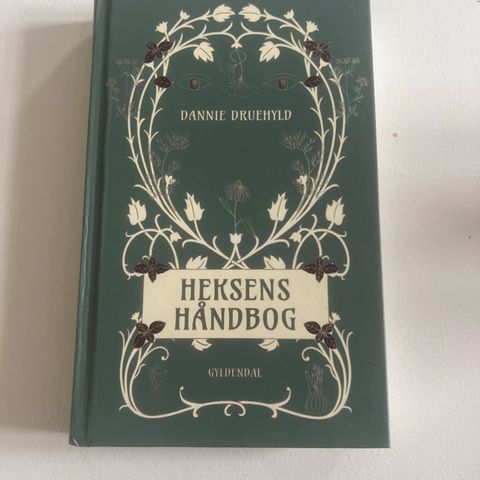 DANNIE DRUEHYLD
HEKSENS
HÅNDBOG
GYLDENDAL